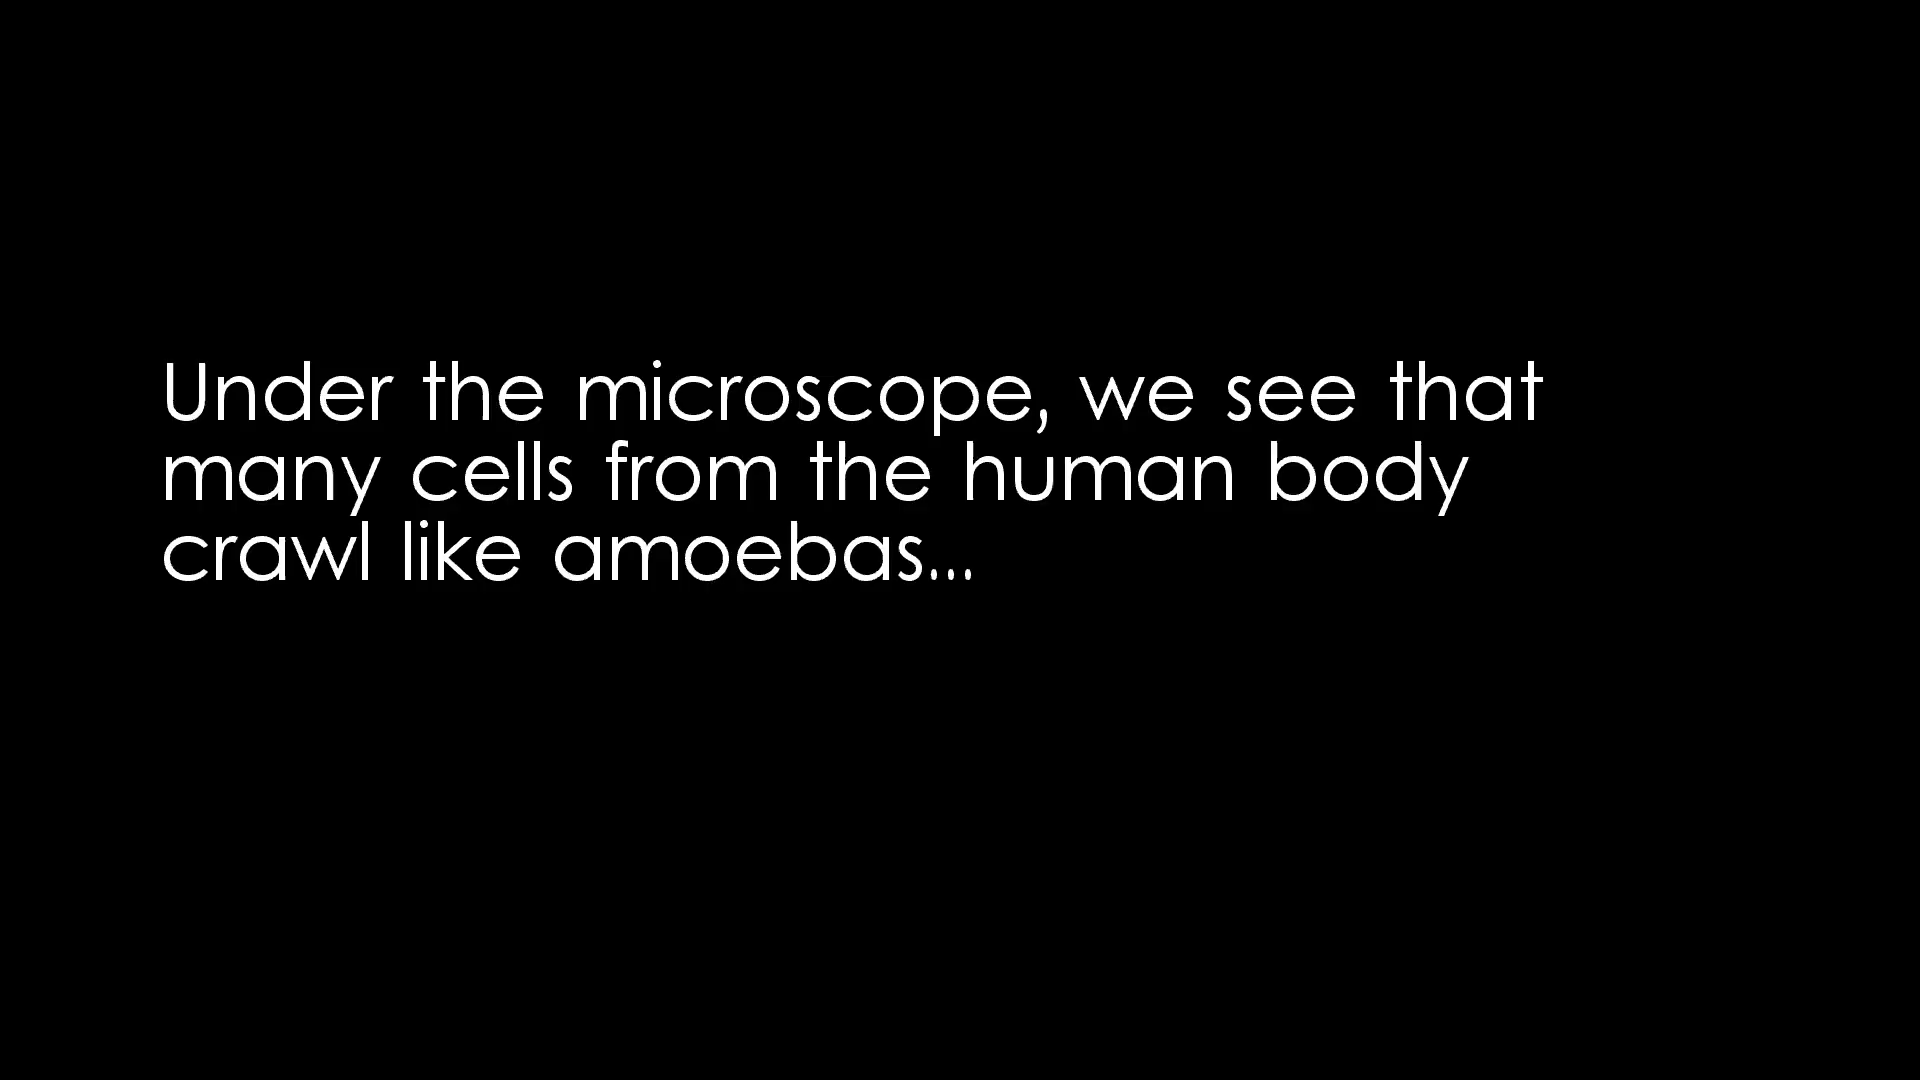 Under the microscope, we see that
many cells from the human body
crawl like amoebas...